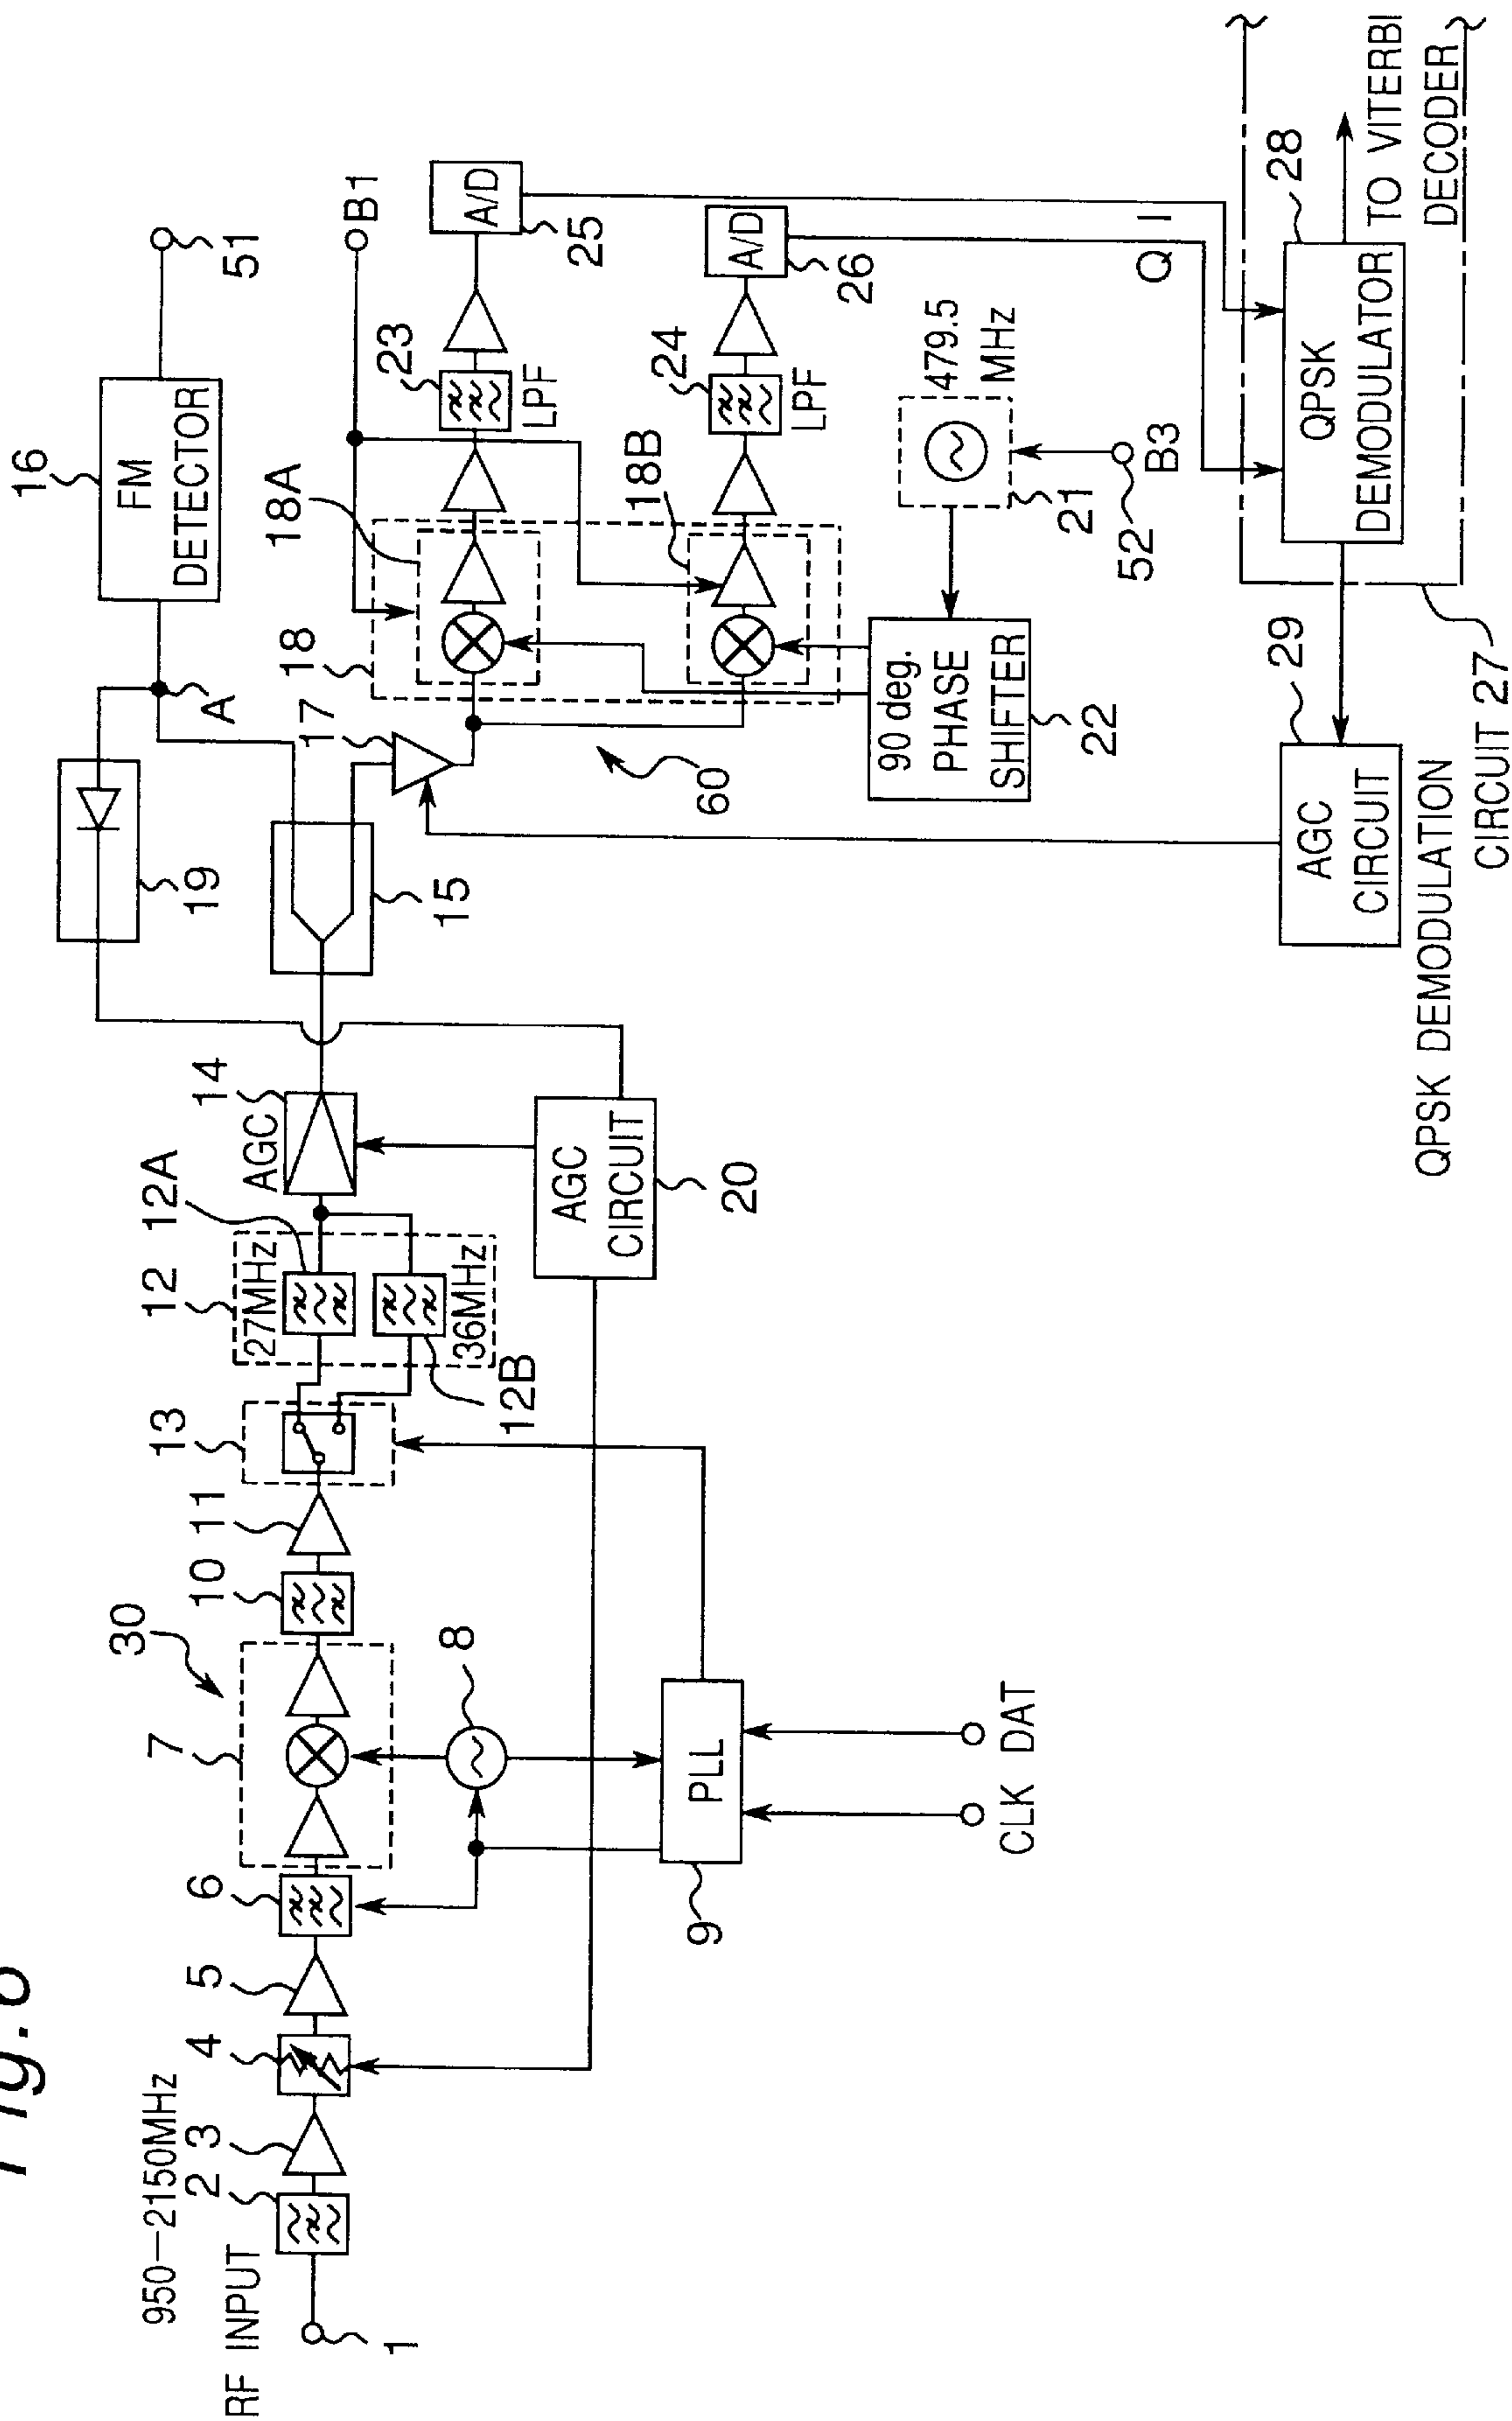 Fig.8
950-2150MHz
RF INPUT
1
2
3
4
5
6
7
30
8
9
PLL
CLK DAT
10
11
13
12
12A
27MHz
36MHz
12B
14
AGC
AGC
CIRCUIT
20
15
19
A
16
FM
DETECTOR
51
17
18
18A
18B
60
B1
23
LPF
24
LPF
A/D
25
A/D
26
479.5
MHz
21
52
B3
90 deg.
PHASE
SHIFTER
22
I
Q
28
QPSK
DEMODULATOR
TO VITERBI
DECODER
29
AGC
CIRCUIT
QPSK DEMODULATION
CIRCUIT 27